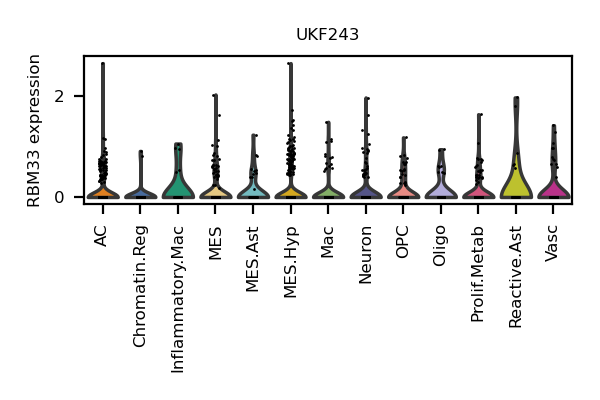 UKF243
RBM33 expression
2
0
AC
Chromatin.Reg
Inflammatory.Mac
MES
MES.Ast
MES.Hyp
Mac
Neuron
OPC
Oligo
Prolif.Metab
Reactive.Ast
Vasc